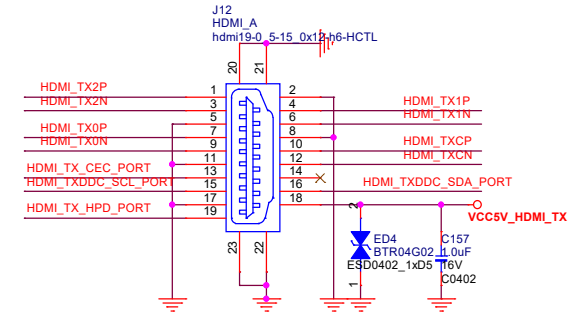 J12
HDMI_A
hdmi19-0_5-15_0x12-h6-HCTL
20
21
HDMI_TX2P
1
2
HDMI_TX2N
3
4
HDMI_TX1P
5
6
HDMI_TX1N
HDMI_TX0P
7
8
HDMI_TX0N
9
10
HDMI_TXCP
11
12
HDMI_TXCN
HDMI_TX_CEC_PORT
13
14
HDMI_TXDDC_SCL_PORT
15
16
HDMI_TXDDC_SDA_PORT
17
18
HDMI_TX_HPD_PORT
19
VCC5V_HDMI_TX
2
23
22
ED4
BTR04G02
ESD0402_1xD5
1
C157
1.0uF
16V
C0402